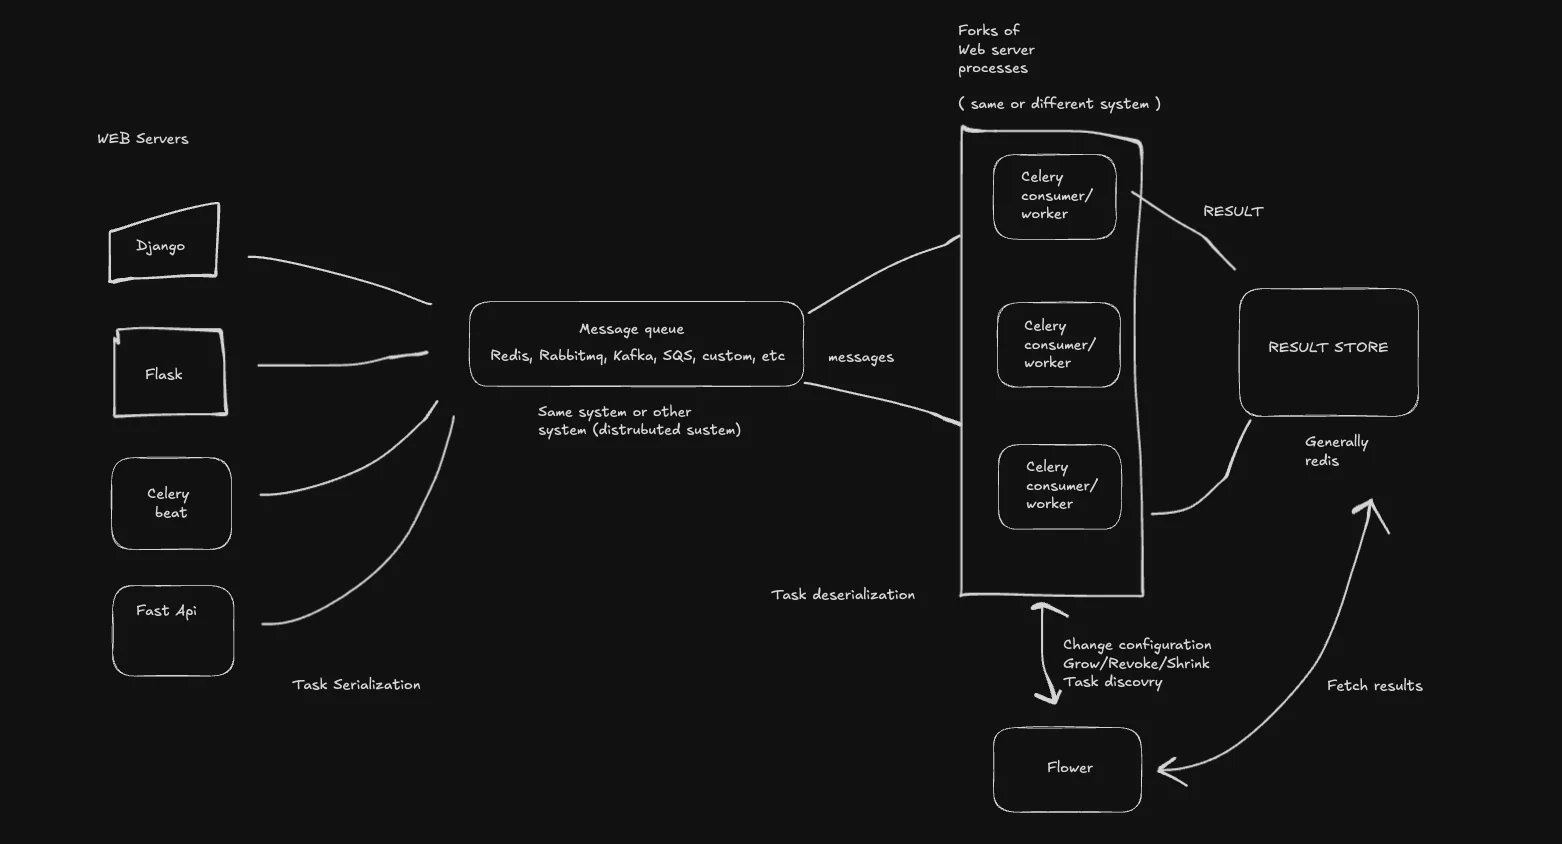 Forks of
Web server
processes
( same or different system )
WEB Servers
Django
Flask
Celery
beat
Fast Api
Task Serialization
Message queue
Redis, Rabbitmq, Kafka, SQS, custom, etc
Same system or other
system (distrubuted sustem)
messages
Celery
consumer/
worker
Celery
consumer/
worker
Celery
consumer/
worker
Task deserialization
RESULT
RESULT STORE
Generally
redis
Change configuration
Grow/Revoke/Shrink
Task discovry
Fetch results
Flower